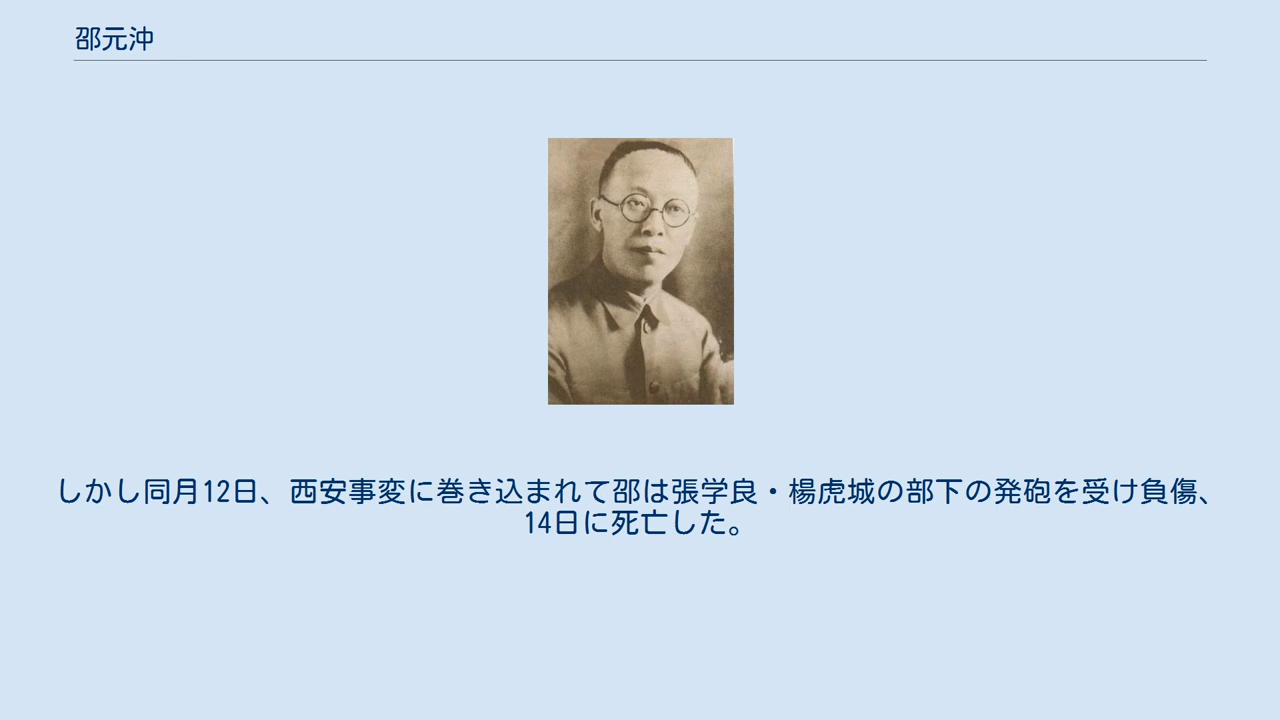 邵元沖
しかし同月12日、西安事変に巻き込まれて邵は張学良・楊虎城の部下の発砲を受け負傷、
14日に死亡した。